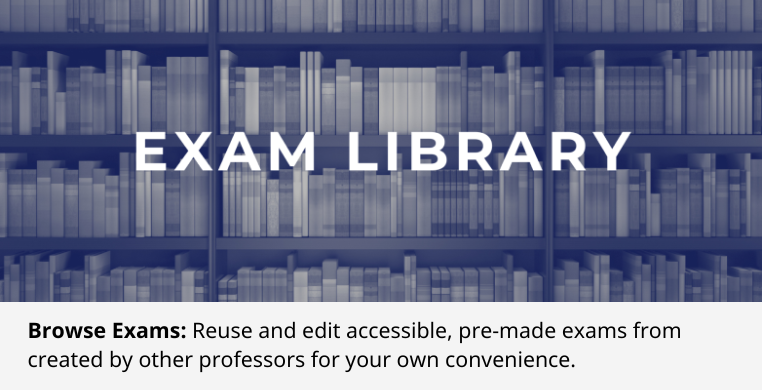 EXAM LIBRARY
Browse Exams: Reuse and edit accessible, pre-made exams from
created by other professors for your own convenience.